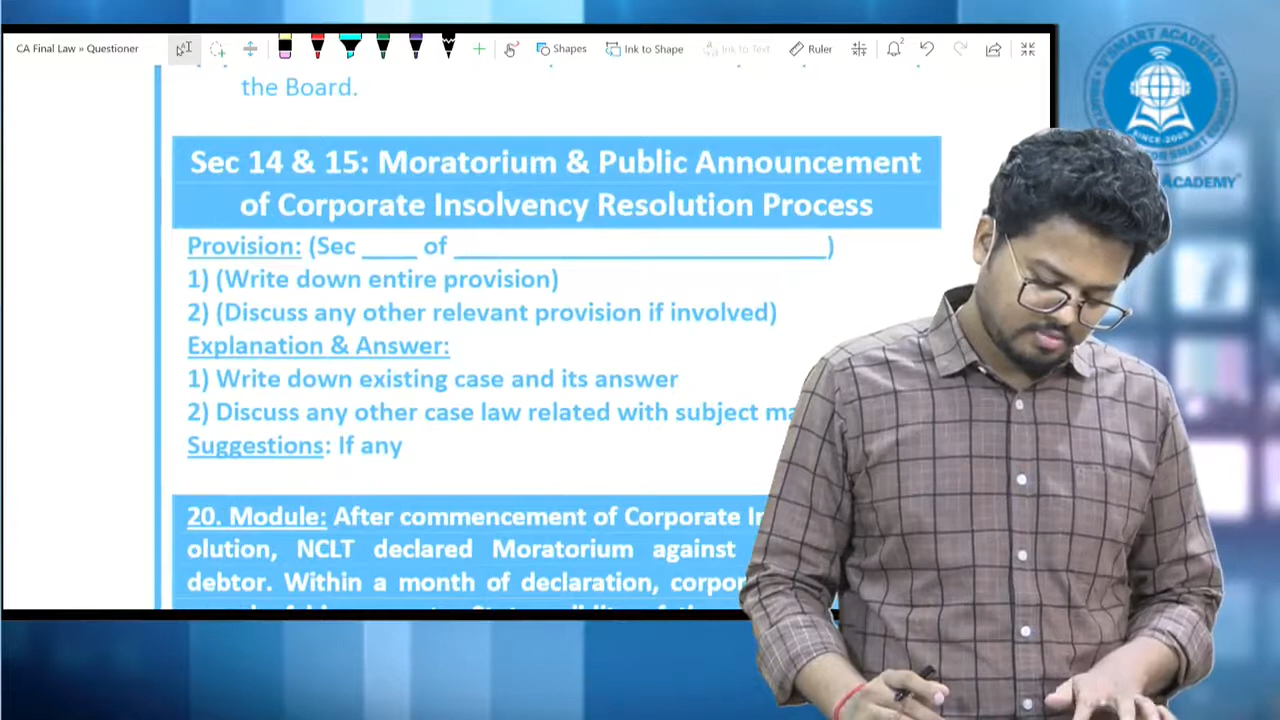 CA Final Law » Questioner
Shapes
Ink to Shape
Ink to Text
Ruler
2
the Board.
Sec 14 & 15: Moratorium & Public Announcement
of Corporate Insolvency Resolution Process
Provision: (Sec ____ of ______________________________)
1) (Write down entire provision)
2) (Discuss any other relevant provision if involved)
Explanation & Answer:
1) Write down existing case and its answer
2) Discuss any other case law related with subject
Suggestions: If any
20. Module: After commencement of Corporate
olution, NCLT declared Moratorium against
debtor. Within a month of declaration,
SINCE-2009
ACADEMY